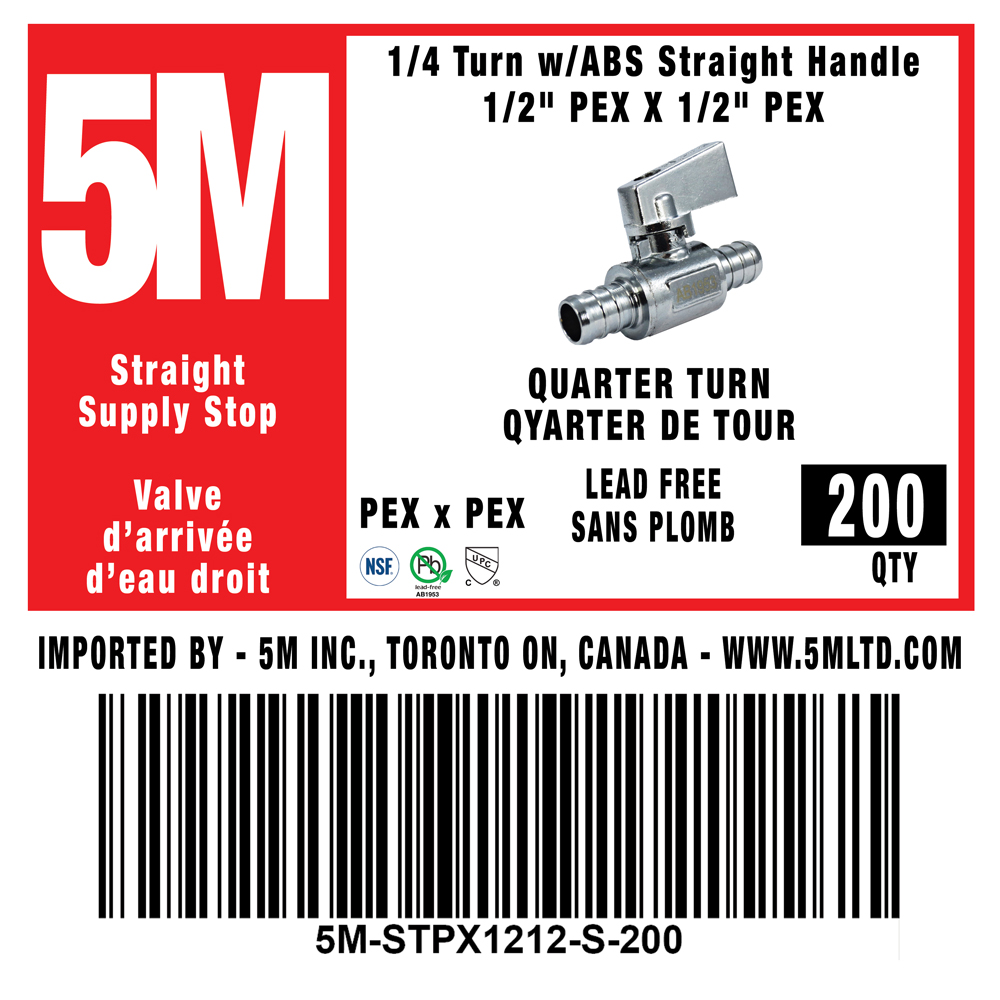 5M
Straight
Supply Stop
Valve
d’arrivée
d’eau droit
1/4 Turn w/ABS Straight Handle
1/2" PEX X 1/2" PEX
QUARTER TURN
QYARTER DE TOUR
PEX x PEX
LEAD FREE
SANS PLOMB
200
QTY
NSF®
Pb
lead-free
AB1953
UPC
C ®
IMPORTED BY - 5M INC., TORONTO ON, CANADA - WWW.5MLTD.COM
5M-STPX1212-S-200